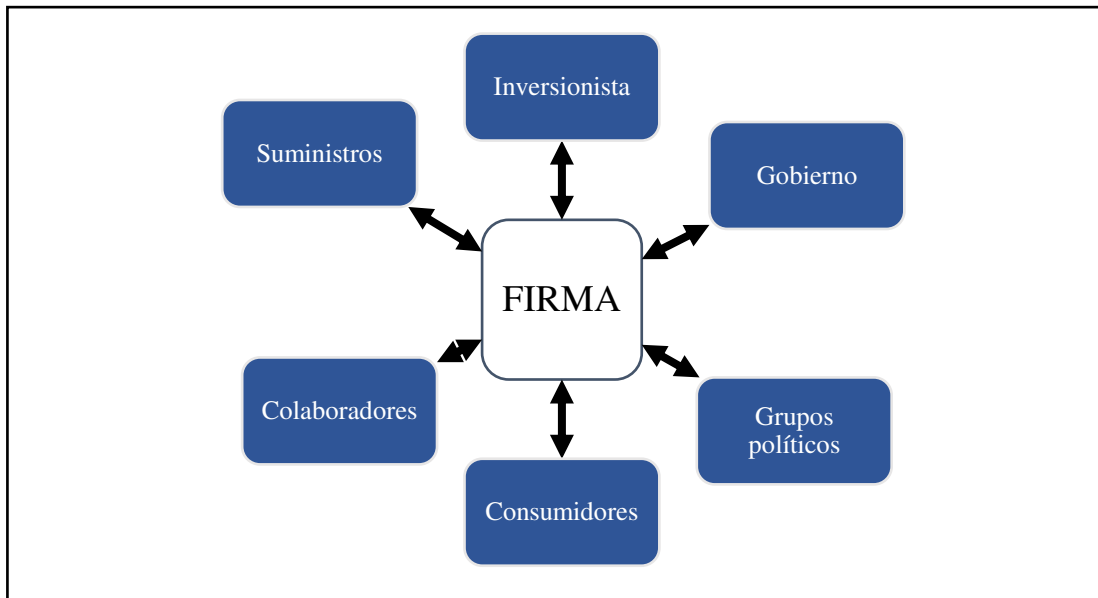 Inversionista
Suministros
Gobierno
FIRMA
Colaboradores
Grupos
políticos
Consumidores